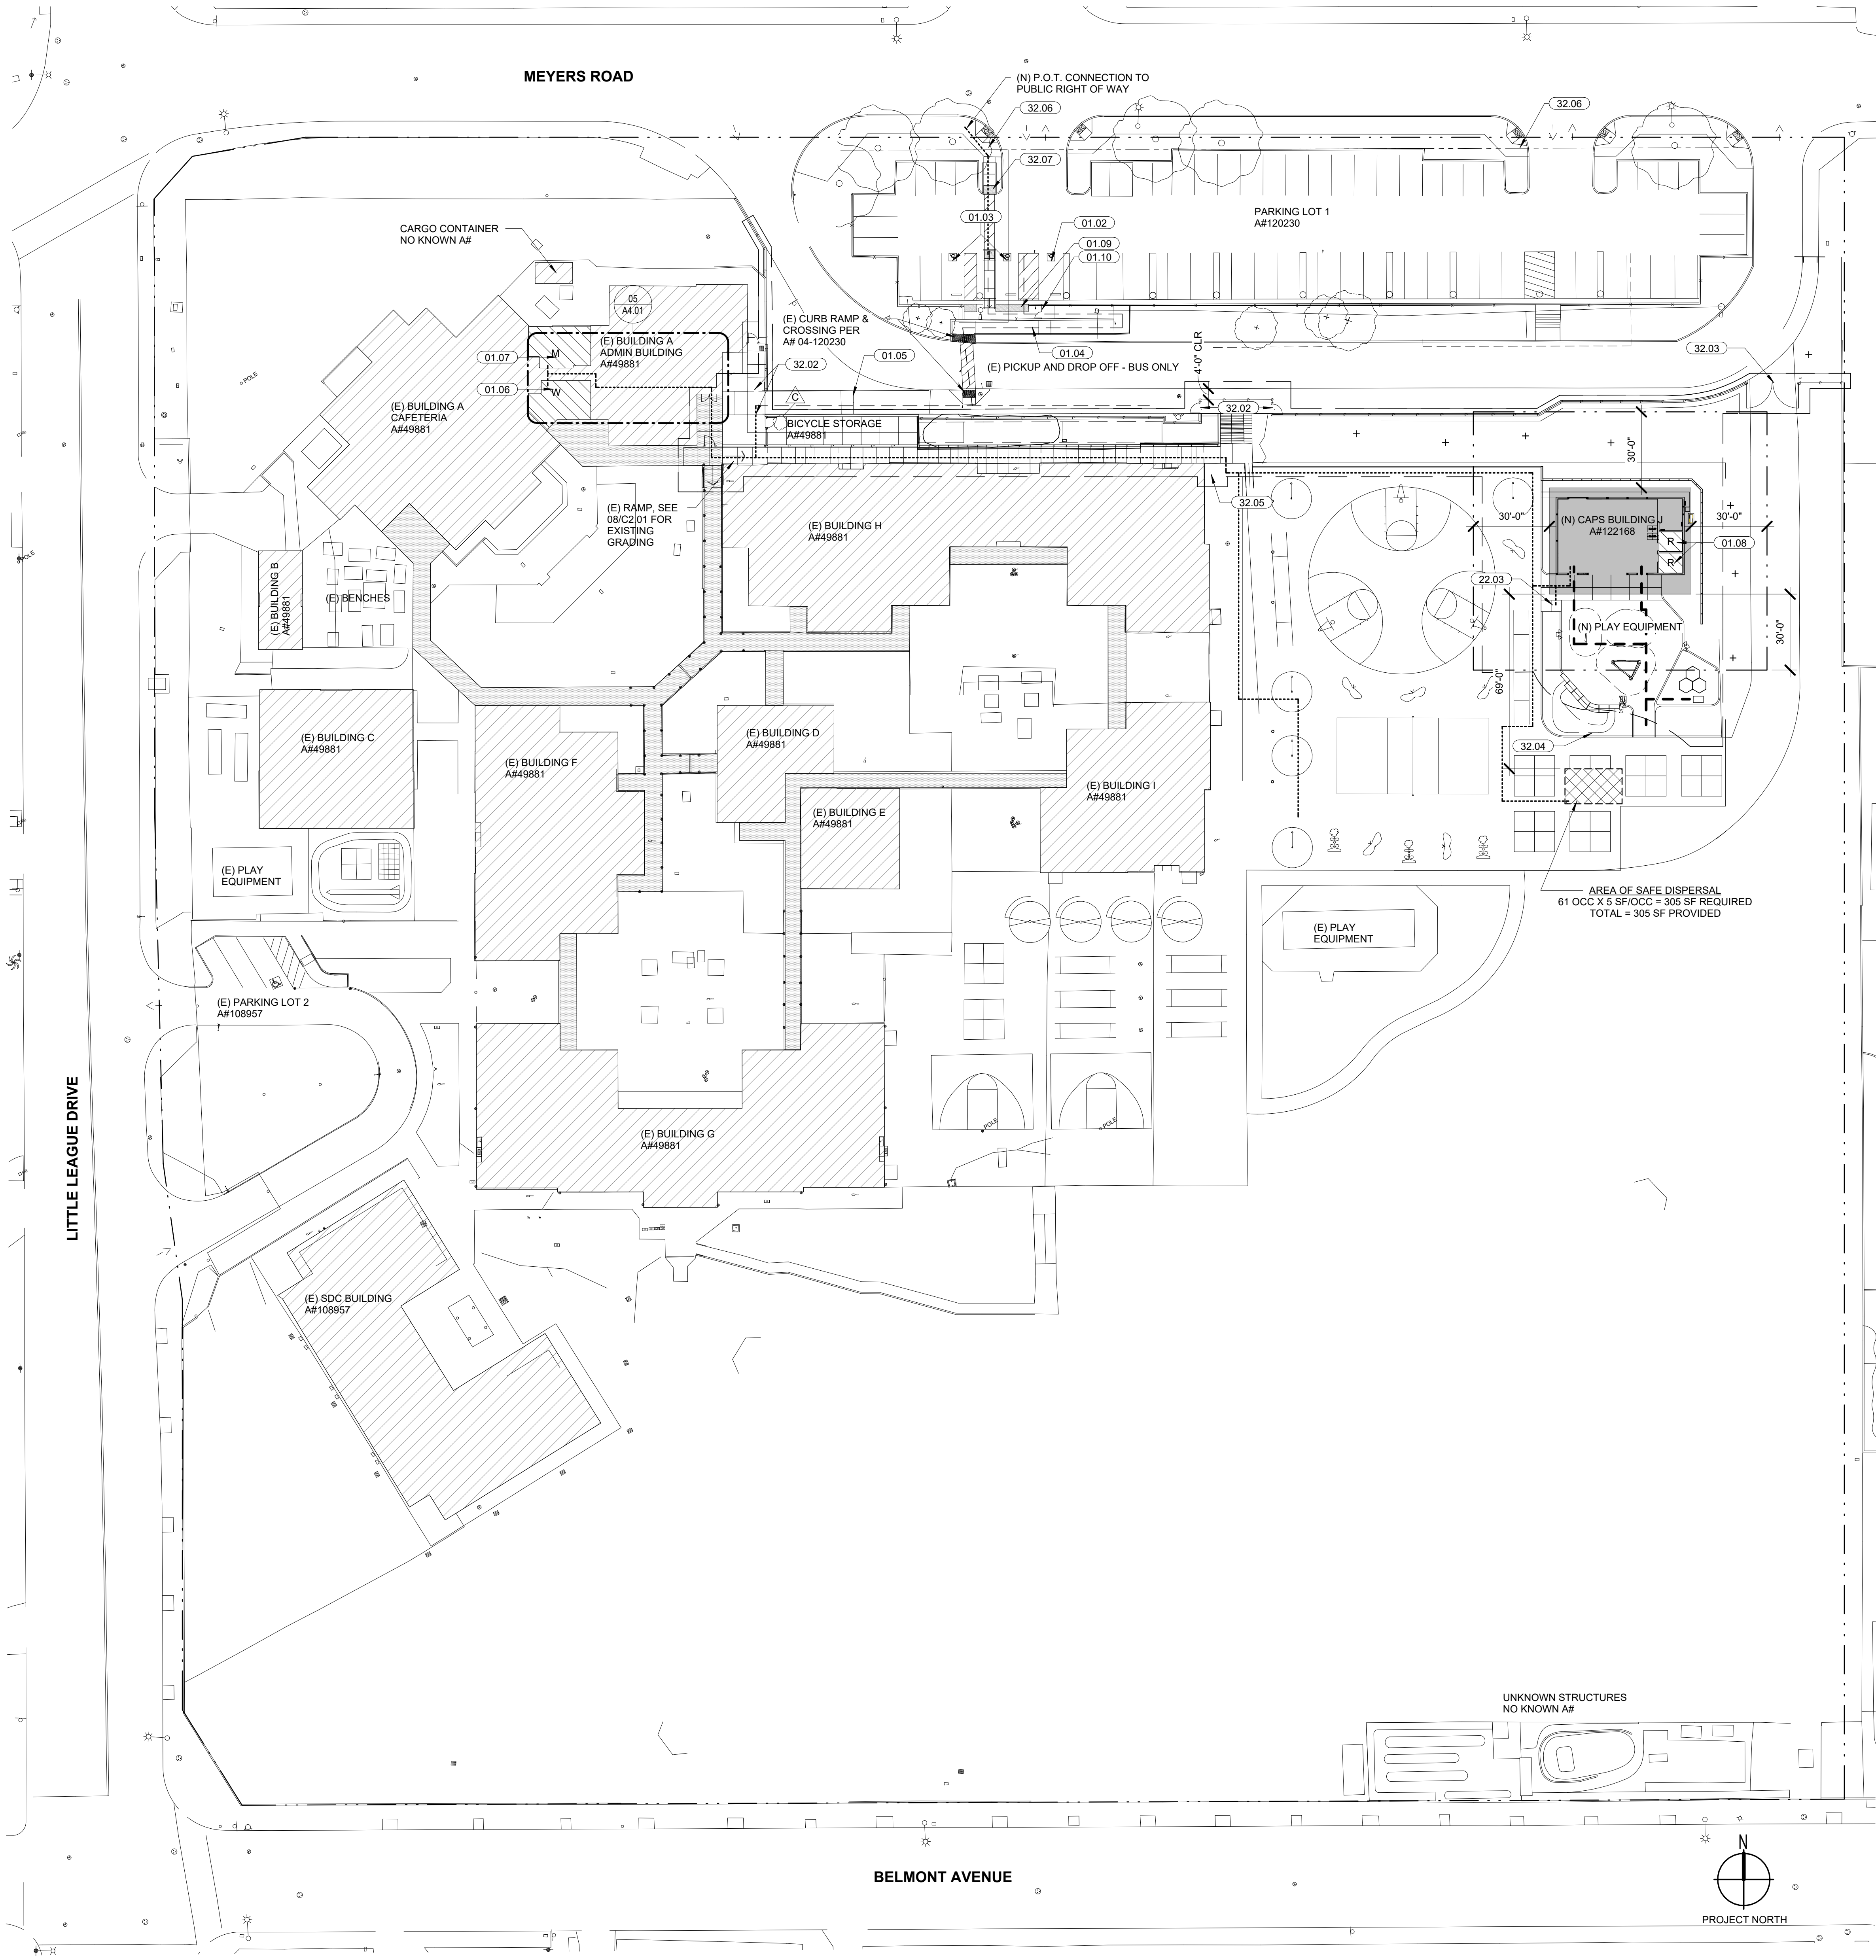 MEYERS ROAD
(N) P.O.T. CONNECTION TO
PUBLIC RIGHT OF WAY
32.06
32.06
32.07
01.03
01.02
01.09
01.10
PARKING LOT 1
A#120230
CARGO CONTAINER
NO KNOWN A#
05
A4.01
(E) BUILDING A
ADMIN BUILDING
A#49881
01.07
M
01.06
W
POLE
(E) BUILDING A
CAFETERIA
A#49881
(E) CURB RAMP &
CROSSING PER
A# 04-120230
32.02
01.05
C
BICYCLE STORAGE
A#49881
01.04
(E) PICKUP AND DROP OFF - BUS ONLY
4'-0" CLR
32.02
32.03
30'-0"
(E) RAMP, SEE
08/C2.01 FOR
EXISTING
GRADING
(E) BUILDING H
A#49881
32.05
30'-0"
(N) CAPS BUILDING J
A#122168
30'-0"
R
R
01.08
22.03
(N) PLAY EQUIPMENT
30'-0"
69'-0"
32.04
POLE
(E) BUILDING B
A#49881
(E) BENCHES
(E) BUILDING C
A#49881
(E) BUILDING F
A#49881
(E) BUILDING D
A#49881
(E) BUILDING E
A#49881
(E) BUILDING I
A#49881
(E) PLAY
EQUIPMENT
AREA OF SAFE DISPERSAL
61 OCC X 5 SF/OCC = 305 SF REQUIRED
TOTAL = 305 SF PROVIDED
(E) PLAY
EQUIPMENT
(E) PARKING LOT 2
A#108957
LITTLE LEAGUE DRIVE
POLE
POLE
(E) BUILDING G
A#49881
(E) SDC BUILDING
A#108957
UNKNOWN STRUCTURES
NO KNOWN A#
BELMONT AVENUE
N
PROJECT NORTH